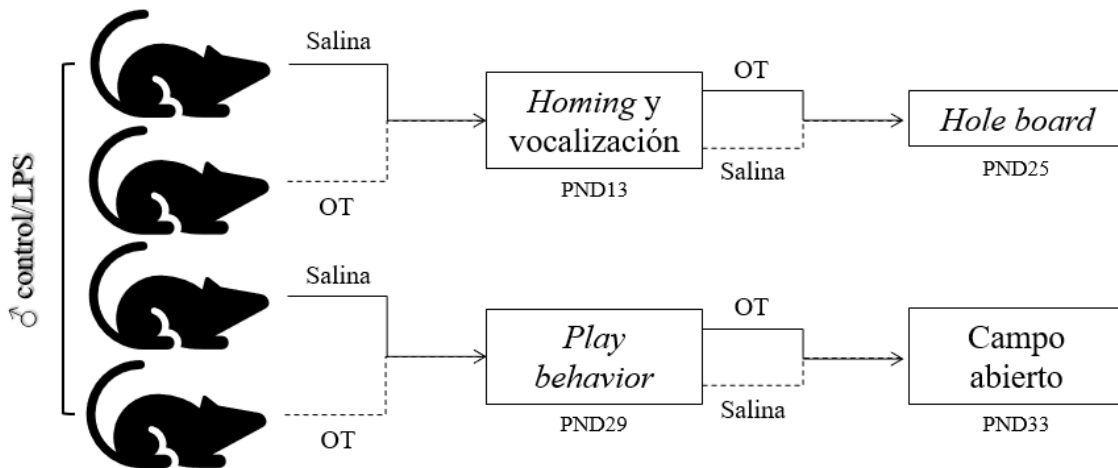 ♂ control/LPS
Salina
OT
Homing y
vocalización
PND13
OT
Salina
Hole board
PND25
Salina
OT
Play
behavior
PND29
OT
Salina
Campo
abierto
PND33